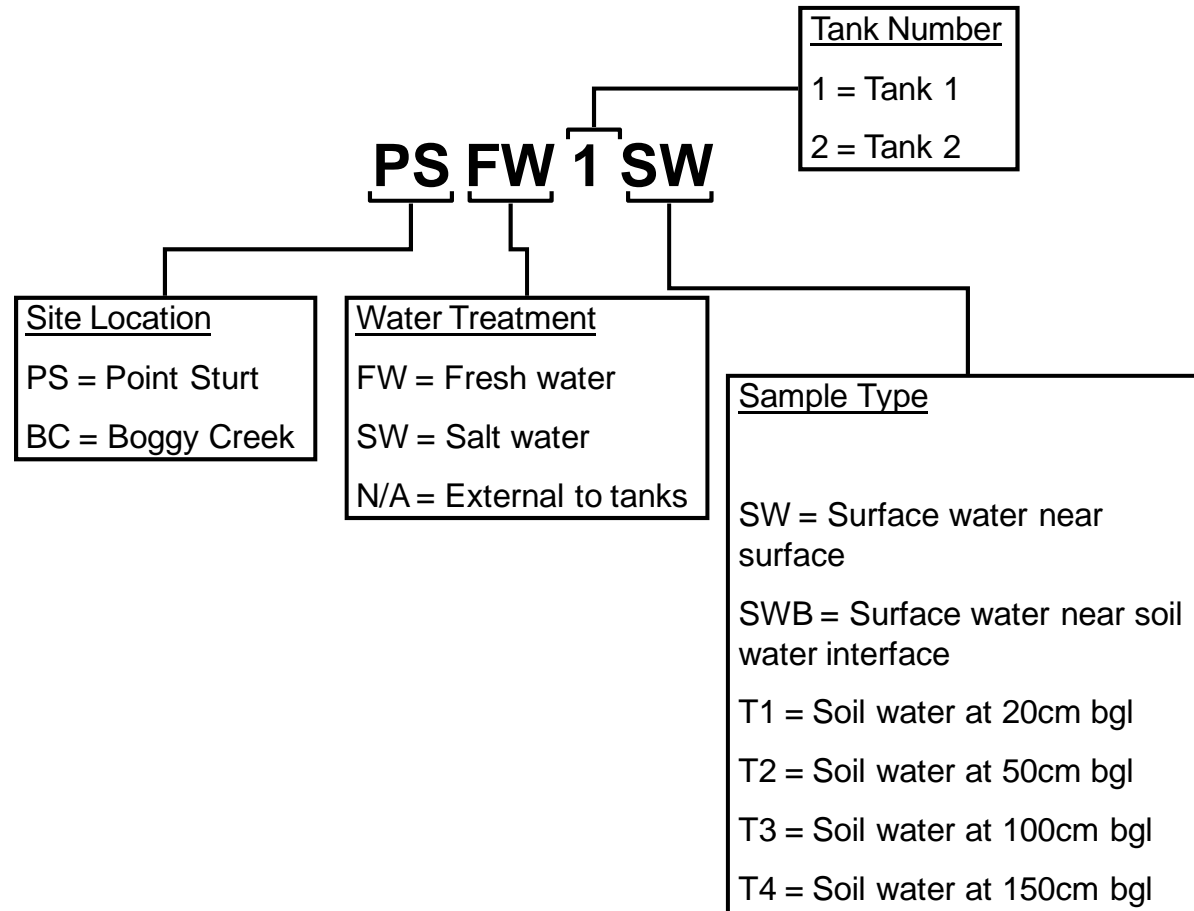 Tank Number
1 = Tank 1
2 = Tank 2
PS FW 1 SW
Site Location
PS = Point Sturt
BC = Boggy Creek
Water Treatment
FW = Fresh water
SW = Salt water
N/A = External to tanks
Sample Type
SW = Surface water near
surface
SWB = Surface water near soil
water interface
T1 = Soil water at 20cm bgl
T2 = Soil water at 50cm bgl
T3 = Soil water at 100cm bgl
T4 = Soil water at 150cm bgl